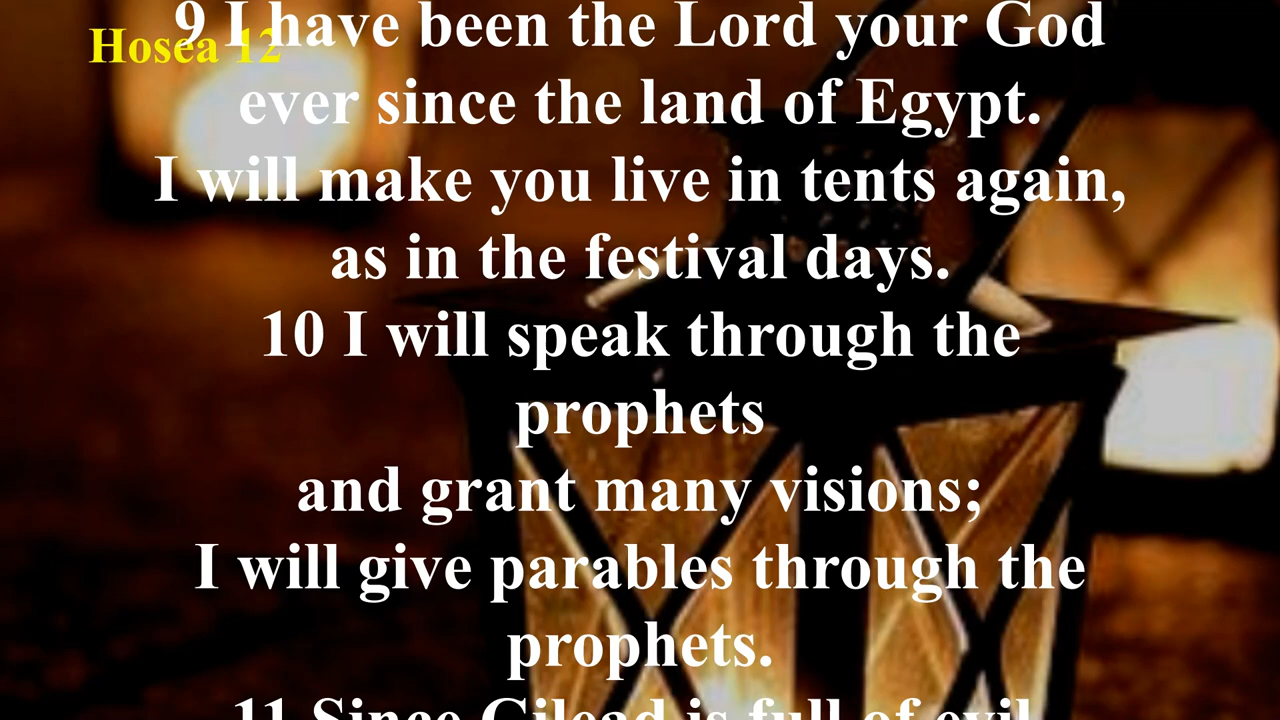 Hosea 12
9 I have been the Lord your God
ever since the land of Egypt.
I will make you live in tents again,
as in the festival days.
10 I will speak through the
prophets
and grant many visions;
I will give parables through the
prophets.
11 Since Gilead is full of evil,